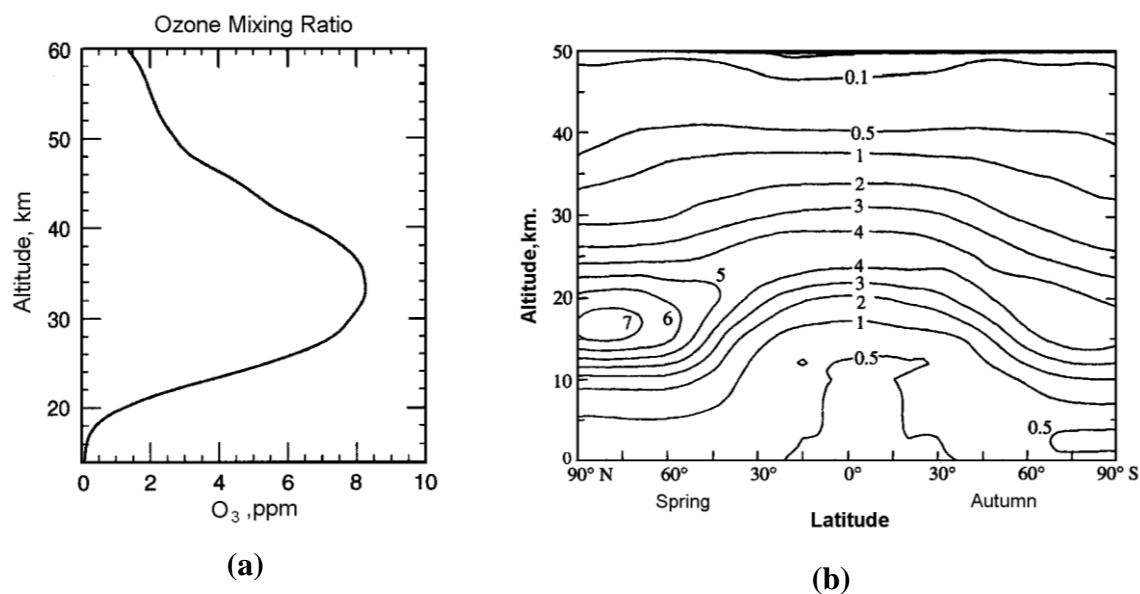 Ozone Mixing Ratio
60
50
40
30
20
Altitude, km
0 2 4 6 8 10
O₃ ,ppm
(a)
50
40
30
20
10
0
Altitude,km.
0.1
0.5
1
2
3
4
5
4
3
6
7
2
1
0.5
0.5
90° N 60° 30° 0° 30° 60° 90° S
Spring Autumn
Latitude
(b)